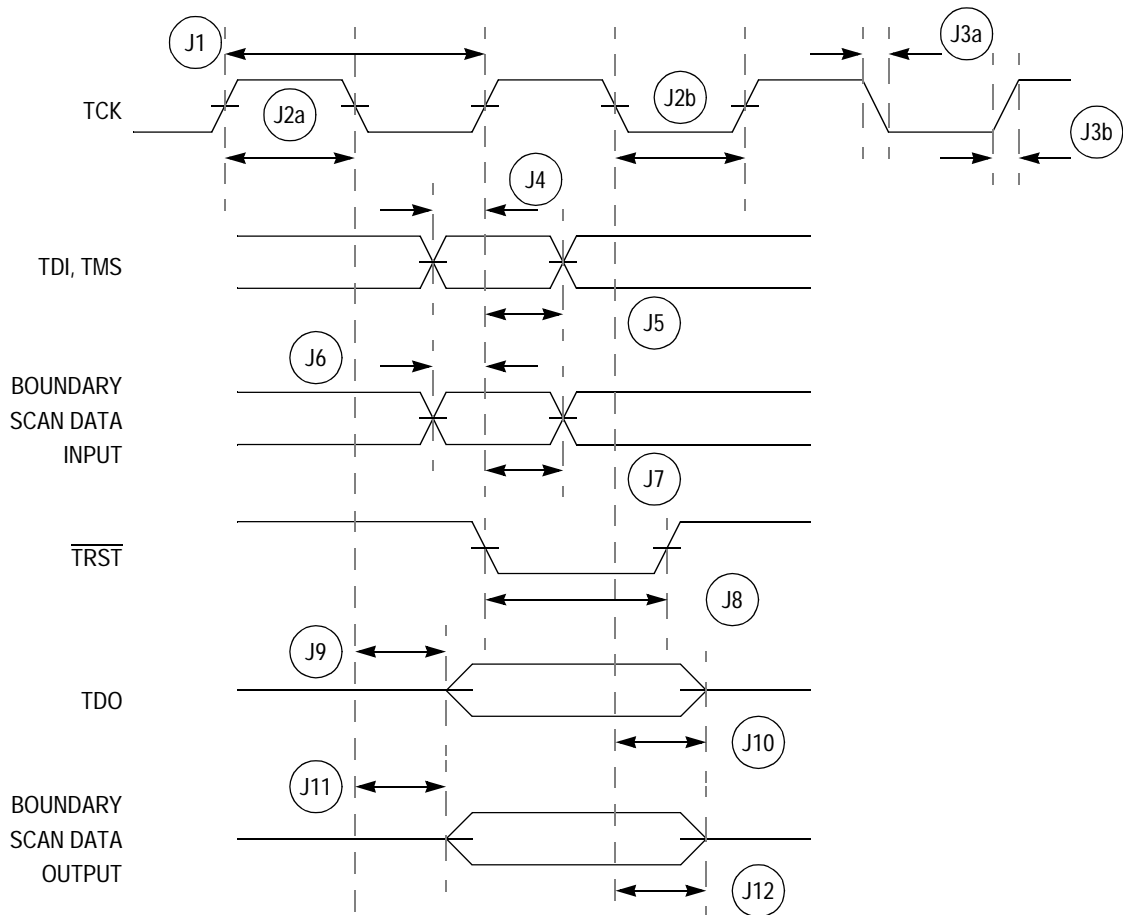 J1
J3a
TCK
J2a
J2b
J3b
J4
TDI, TMS
J5
J6
BOUNDARY
SCAN DATA
INPUT
J7
TRST
J8
J9
TDO
J10
J11
BOUNDARY
SCAN DATA
OUTPUT
J12